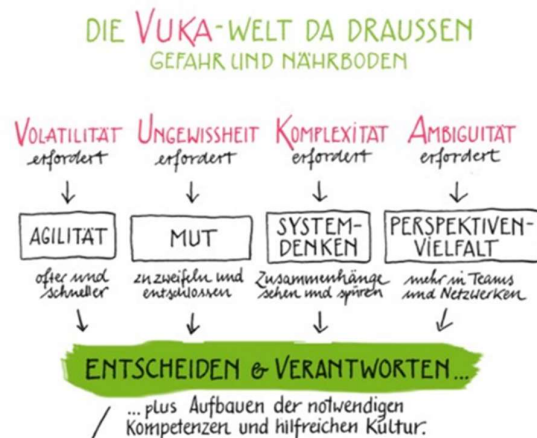 DIE VUKA-WELT DA DRAUSSEN
GEFAHR UND NÄHRBODEN
VOLATILITÄT UNGEWISSHEIT KOMPLEXITÄT AMBIGUITÄT
erfordert erfordert erfordert erfordert
AGILITÄT
öfter und
schneller
MUT
zu zweifeln und
entschlossen
SYSTEM-
DENKEN
Zusammenhänge
sehen und spüren
PERSPEKTIVEN-
VIELFALT
mehr in Teams
und Netzwerken
ENTSCHEIDEN & VERANTWORTEN...
...plus Aufbauen der notwendigen
Kompetenzen und hilfreichen Kultur.